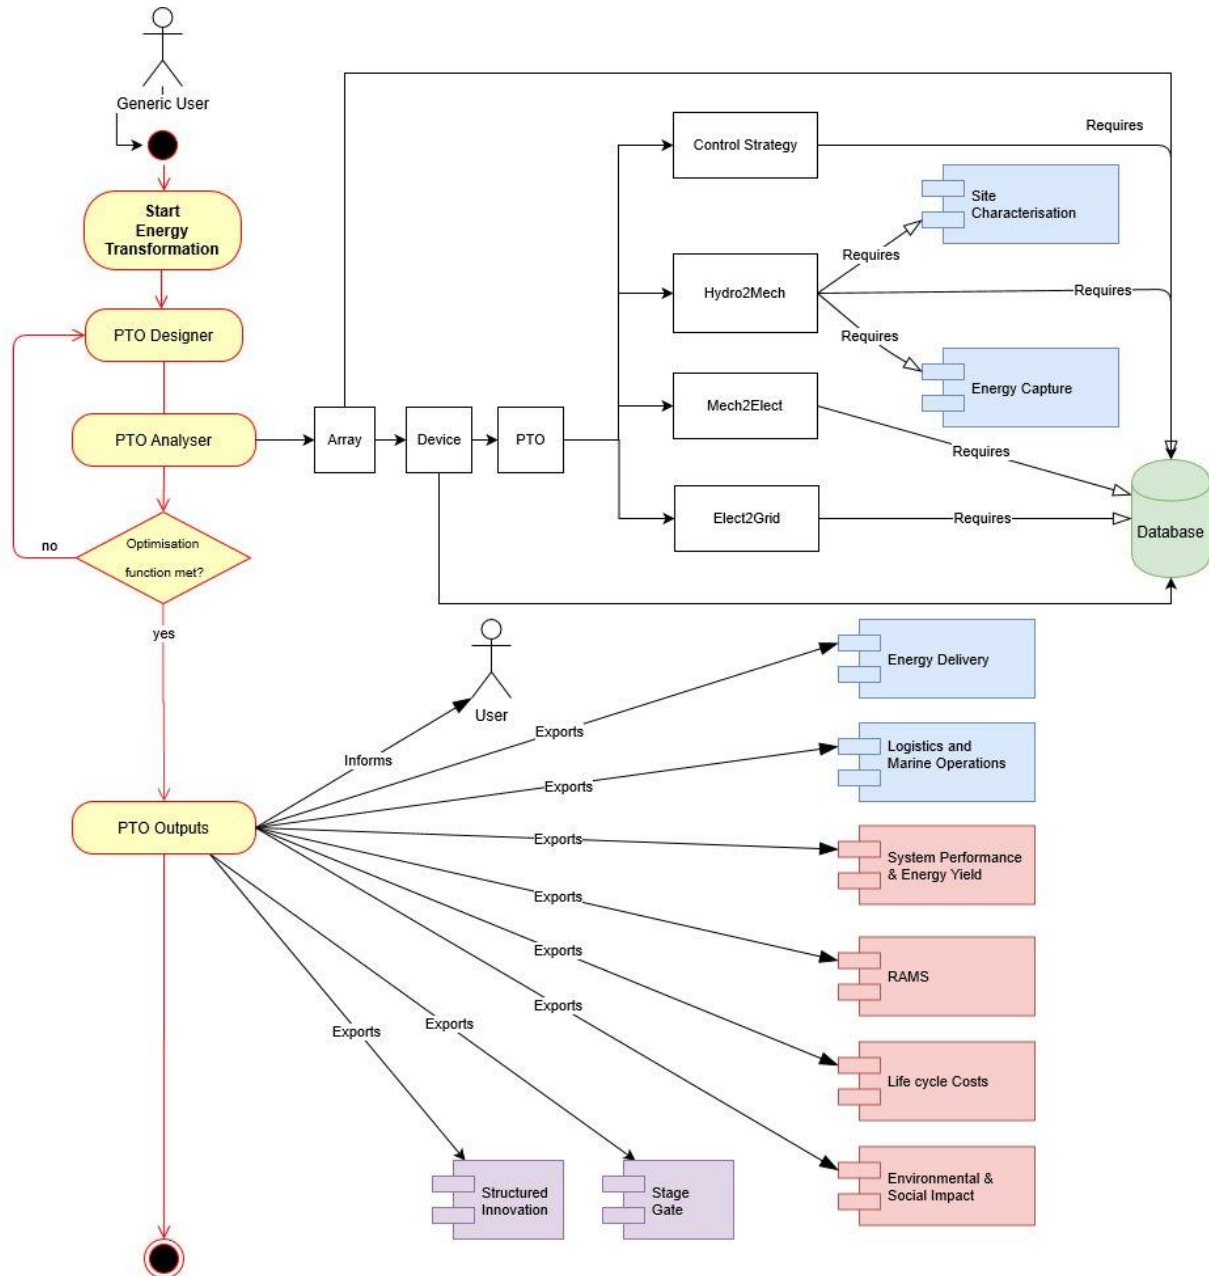 Generic User
Start
Energy
Transformation
PTO Designer
PTO Analyser
Optimisation
function met?
no
yes
Array
Device
PTO
Control Strategy
Hydro2Mech
Mech2Elect
Elect2Grid
Requires
Site
Characterisation
Requires
Requires
Requires
Energy Capture
Requires
Requires
Database
User
Informs
PTO Outputs
Exports
Energy Delivery
Exports
Logistics and
Marine Operations
Exports
System Performance
& Energy Yield
Exports
RAMS
Exports
Life cycle Costs
Exports
Environmental &
Social Impact
Exports
Stage
Gate
Exports
Structured
Innovation